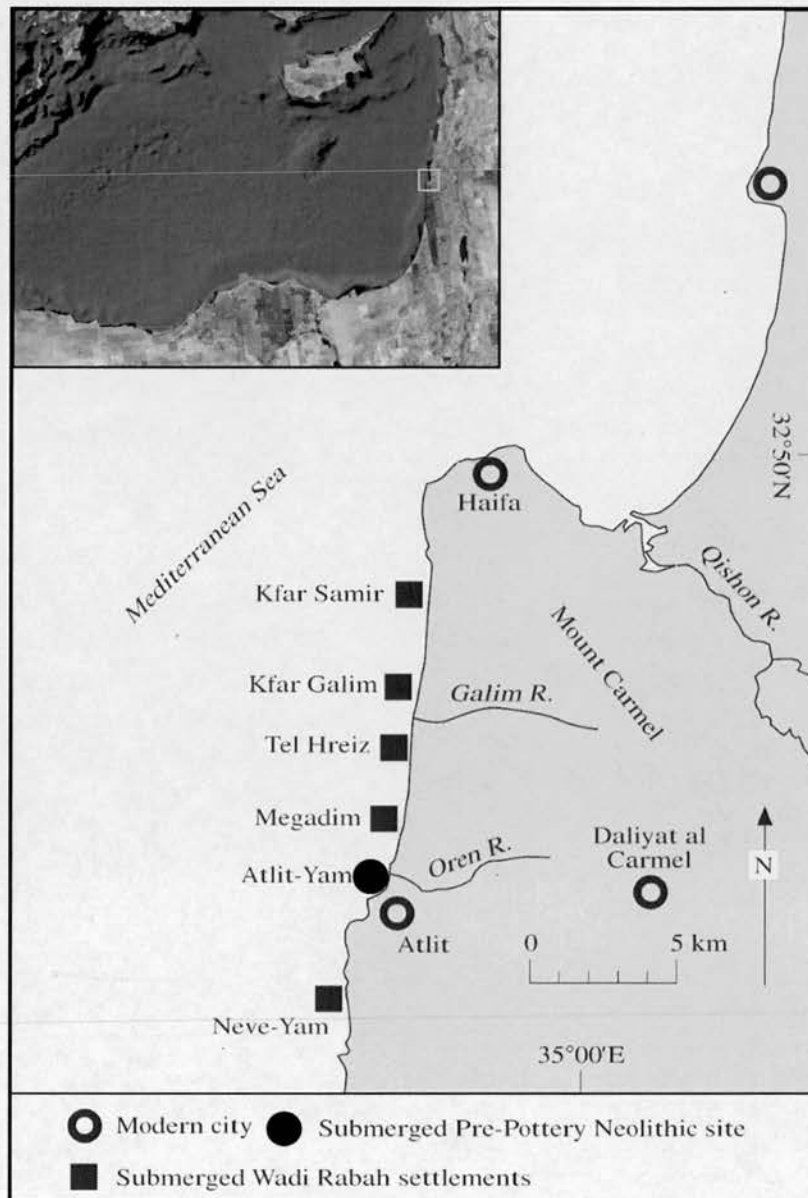 32°50'N
Haifa
Mediterranean Sea
Qishon R.
Kfar Samir
Mount Carmel
Kfar Galim
Galim R.
Tel Hreiz
Megadim
Daliyat al
Carmel
Oren R.
N
Atlit-Yam
Atlit
0 5 km
Neve-Yam
35°00'E
Modern city
Submerged Pre-Pottery Neolithic site
Submerged Wadi Rabah settlements